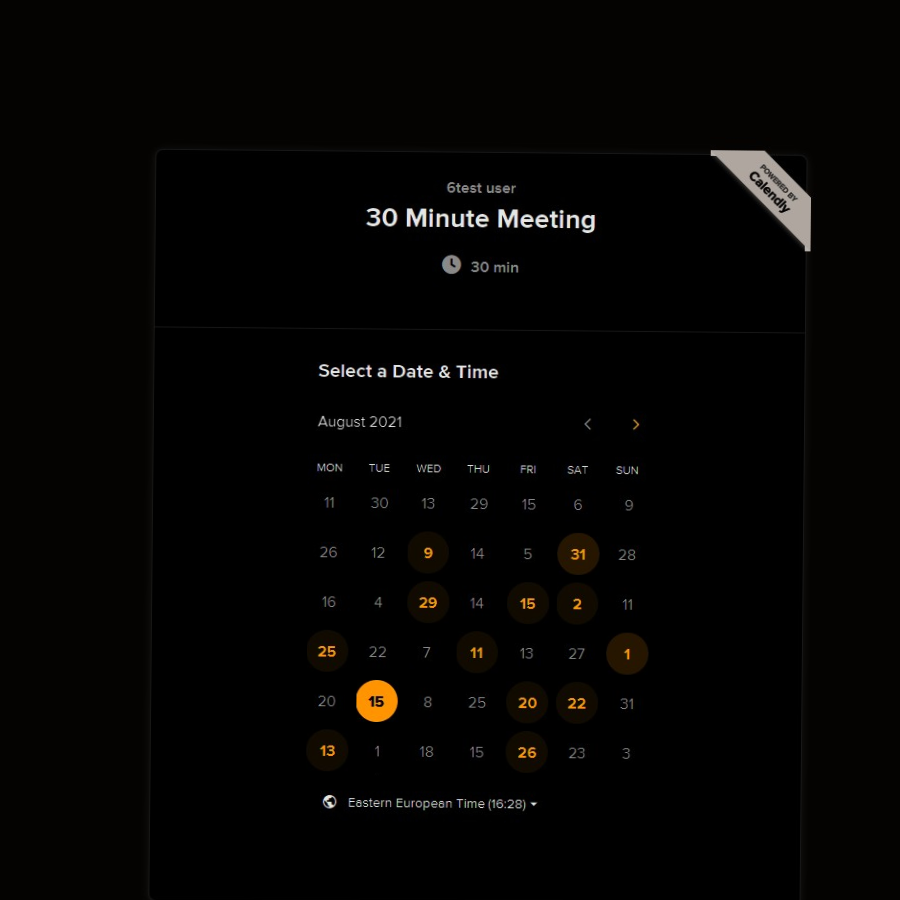 POWERED BY
Calendly
6test user
30 Minute Meeting
30 min
Select a Date & Time
August 2021
MON TUE WED THU FRI SAT SUN
11 30 13 29 15 6 9
26 12 9 14 5 31 28
16 4 29 14 15 2 11
25 22 7 11 13 27 1
20 15 8 25 20 22 31
13 1 18 15 26 23 3
Eastern European Time (16:28)